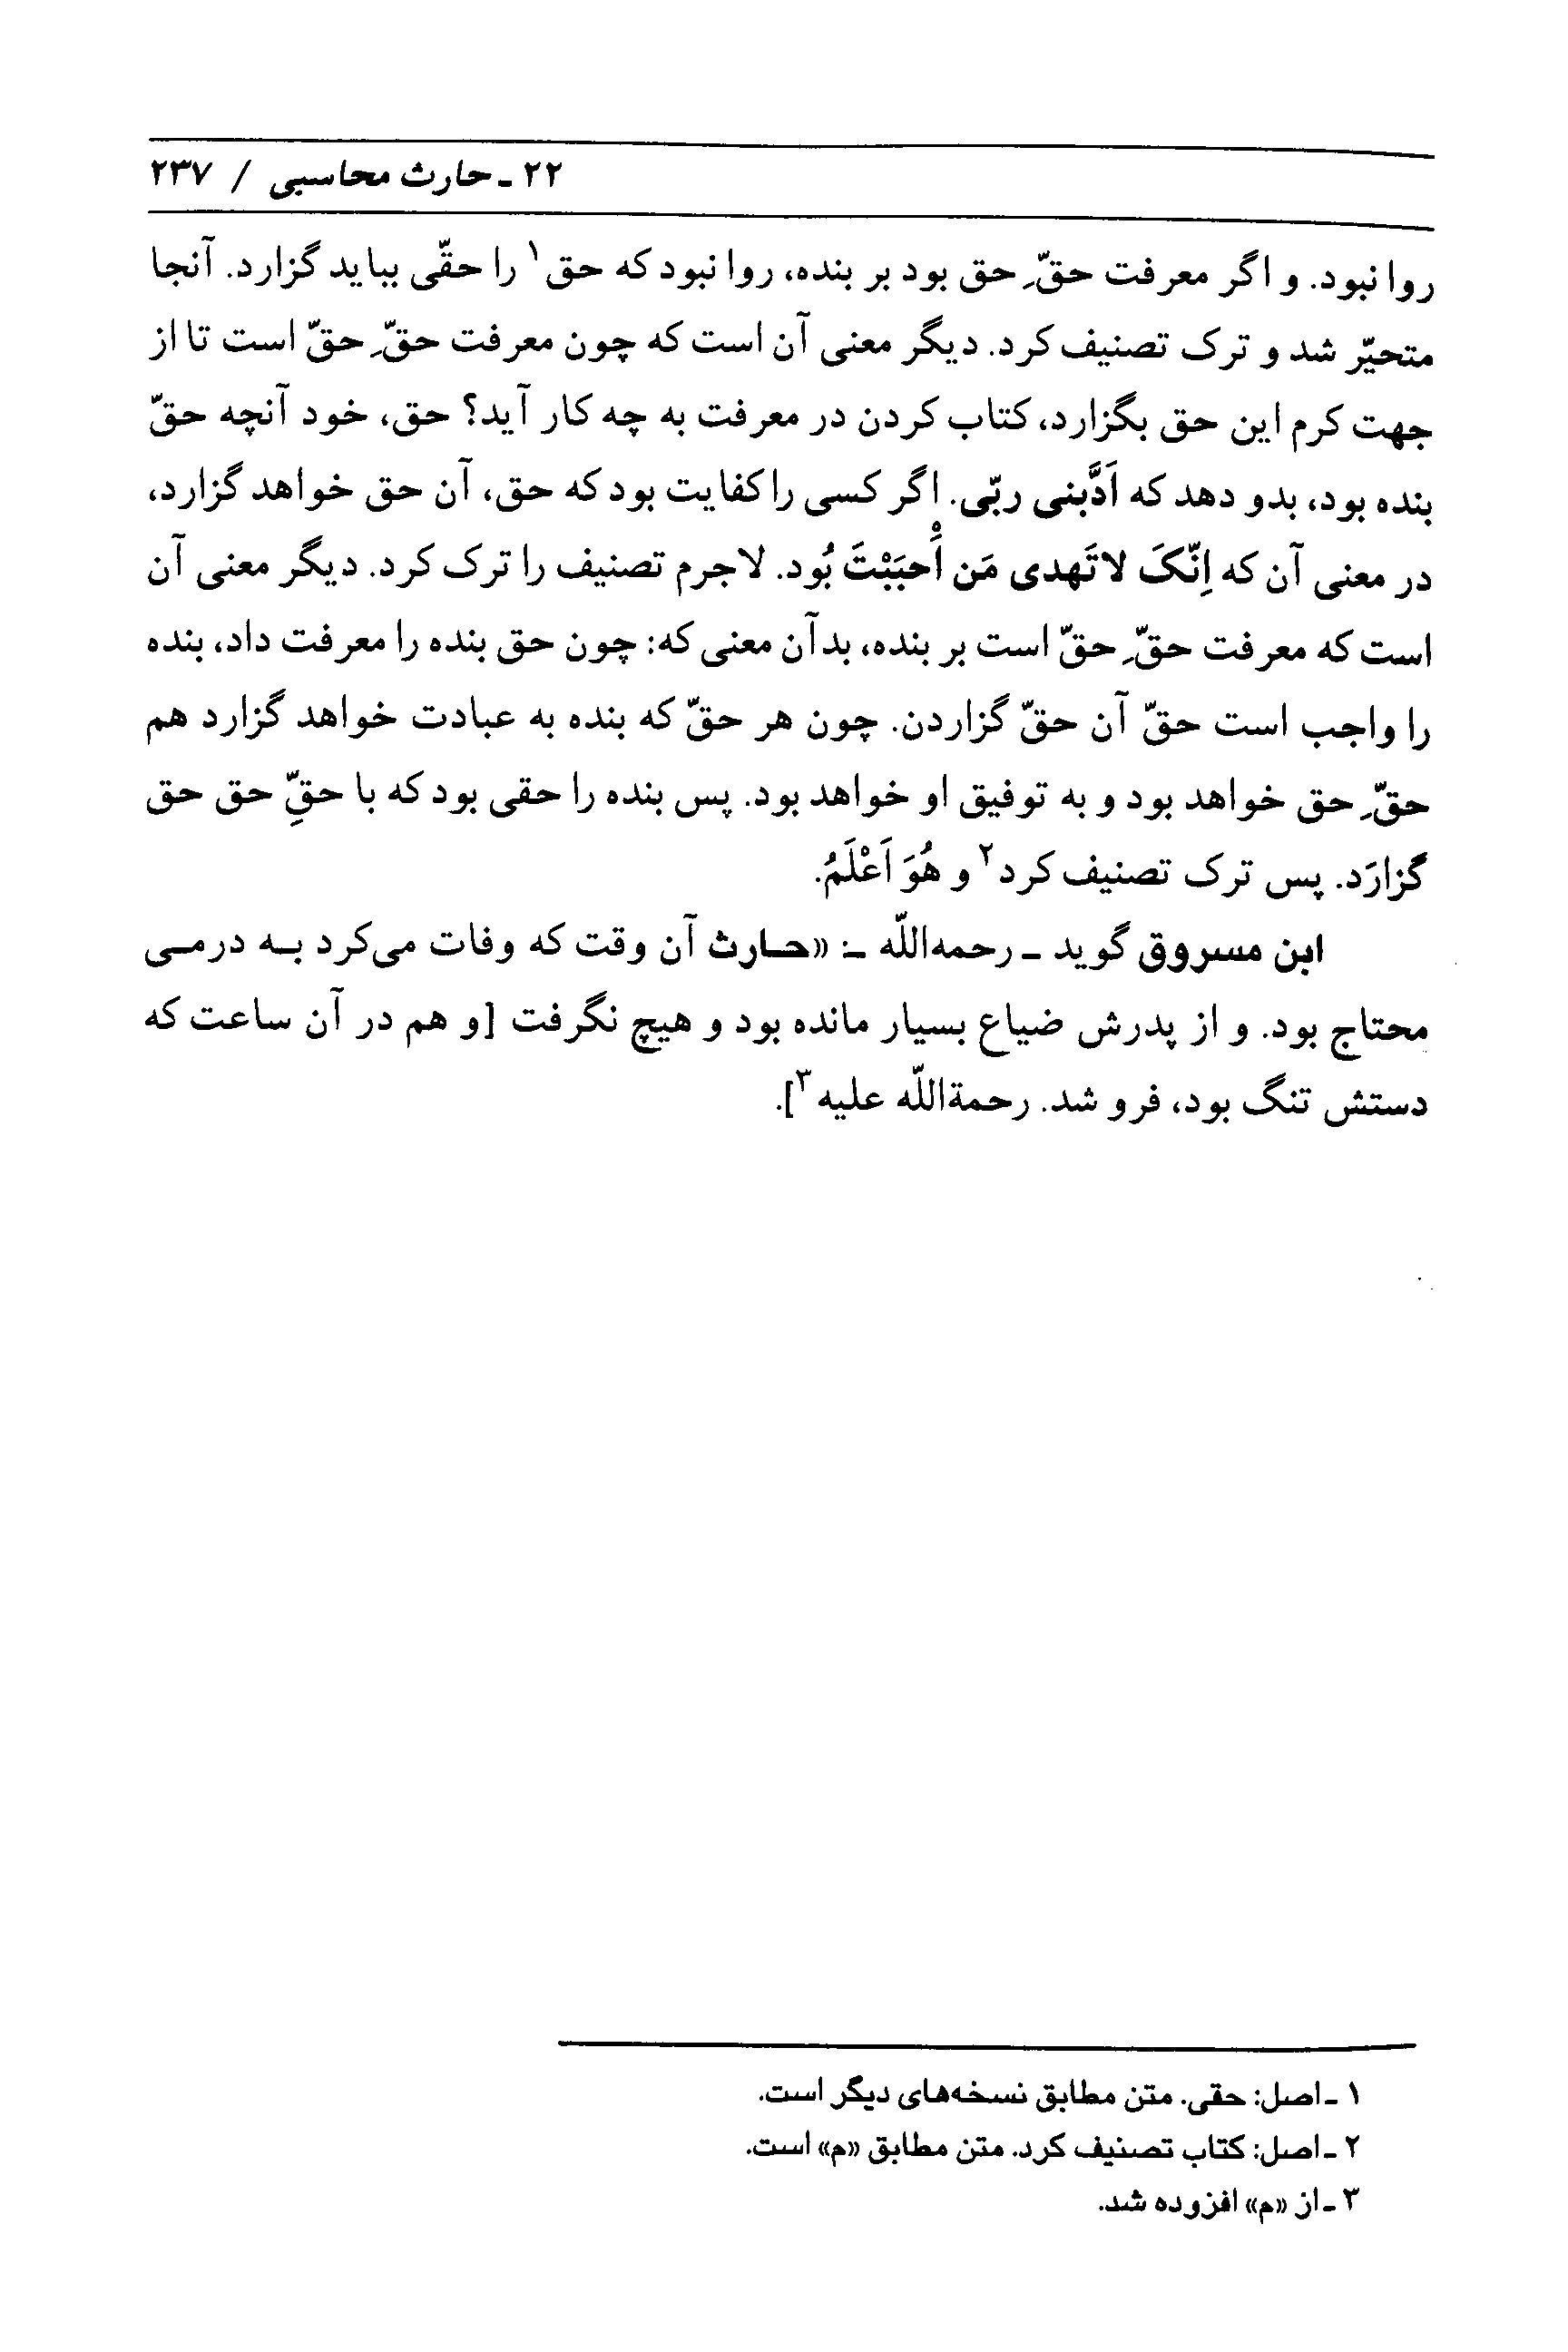 ۲۲ ـ حارث محاسبی / ۲۳۷
روا نبود. و اگر معرفت حقّ ِ حق بود بر بنده، روا نبود که حق۱ را حقّی بباید گزارد. آنجا
متحیّر شد و ترک تصنیف کرد. دیگر معنی آن است که چون معرفت حقّ ِ حقّ است تا از
جهت کرم این حق بگزارد، کتاب کردن در معرفت به چه کار آید؟ حق، خود آنچه حقّ
بنده بود، بدو دهد که اَدَّبنی ربّی. اگر کسی را کفایت بود که حق، آن حق خواهد گزارد،
در معنی آن که اِنّکَ لاتَهدی مَن أَحبَبْتَ بُود. لاجرم تصنیف را ترک کرد. دیگر معنی آن
است که معرفت حقّ ِ حقّ است بر بنده، بدآن معنی که: چون حق بنده را معرفت داد، بنده
را واجب است حقّ آن حقّ گزاردن. چون هر حقّ که بنده به عبادت خواهد گزارد هم
حقّ ِ حق خواهد بود و به توفیق او خواهد بود. پس بنده را حقی بود که با حقِّ حق حق
گزارَد. پس ترک تصنیف کرد۲ و هُوَ اَعْلَمُ.
ابن مسروق گوید ـ رحمه‌اللّه ـ: «حـارث آن وقت که وفات می‌کرد بـه درمـی
محتاج بود. و از پدرش ضیاع بسیار مانده بود و هیچ نگرفت [و هم در آن ساعت که
دستش تنگ بود، فرو شد. رحمةاللّه علیه۳].
۱ ـ اصل: حقی. متن مطابق نسخه‌های دیگر است.
۲ ـ اصل: کتاب تصنیف کرد. متن مطابق «م» است.
۳ ـ از «م» افزوده شد.